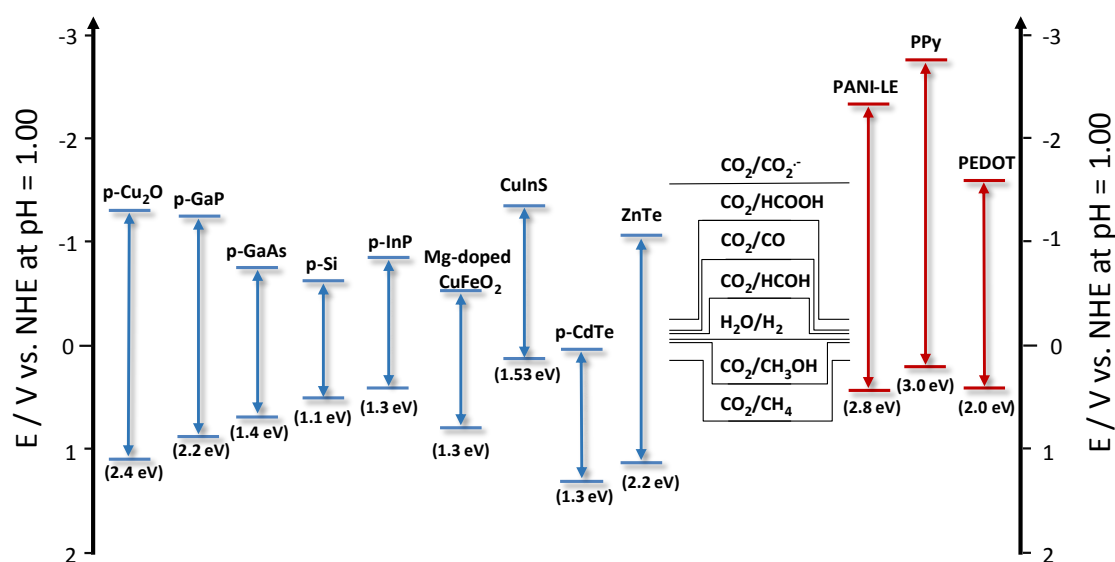 E / V vs. NHE at pH = 1.00
-3
-2
-1
0
1
2
p-Cu₂O
(2.4 eV)
p-GaP
(2.2 eV)
p-GaAs
(1.4 eV)
p-Si
(1.1 eV)
p-InP
(1.3 eV)
Mg-doped
CuFeO₂
(1.3 eV)
CuInS
(1.53 eV)
p-CdTe
(1.3 eV)
ZnTe
(2.2 eV)
CO₂/CO₂·⁻
CO₂/HCOOH
CO₂/CO
CO₂/HCOH
H₂O/H₂
CO₂/CH₃OH
CO₂/CH₄
PANI-LE
(2.8 eV)
PPy
(3.0 eV)
PEDOT
(2.0 eV)
-3
-2
-1
0
1
2
E / V vs. NHE at pH = 1.00